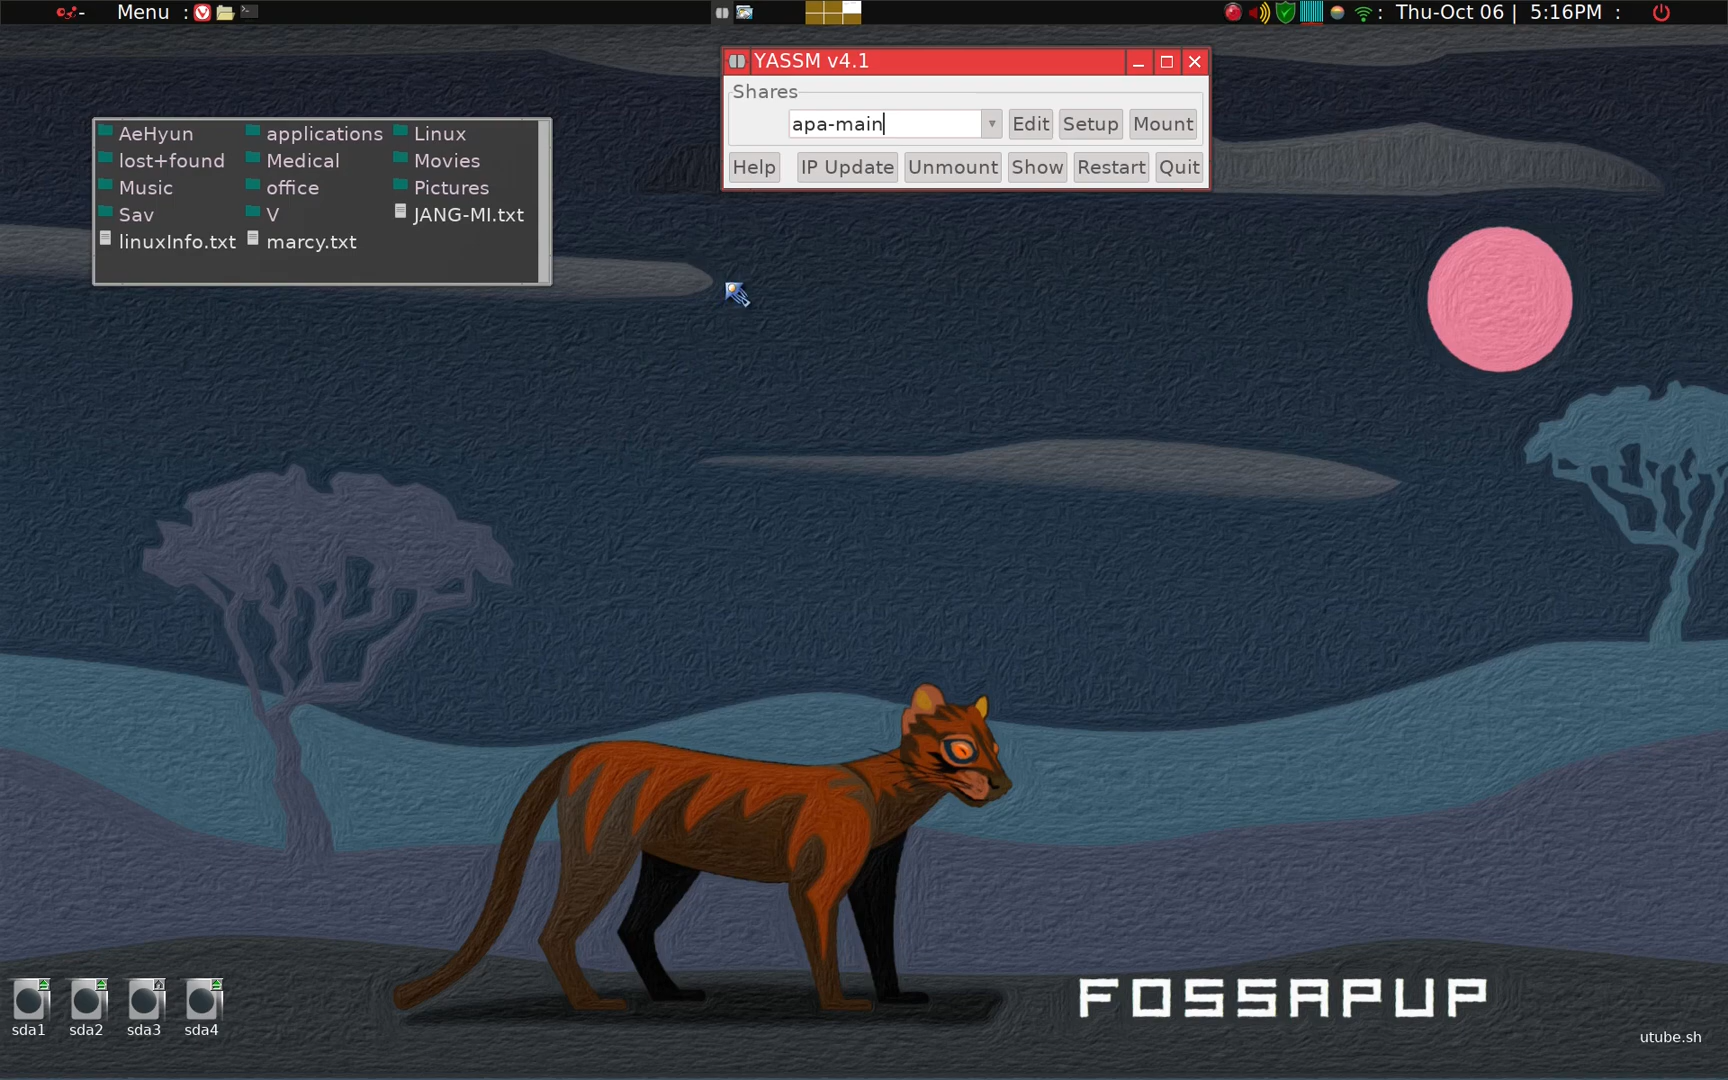 Menu :
: Thu-Oct 06 | 5:16PM :
YASSM v4.1
Shares
apa-main Edit Setup Mount
Help IP Update Unmount Show Restart Quit
AeHyun applications Linux
lost+found Medical Movies
Music office Pictures
Sav V JANG-MI.txt
linuxInfo.txt marcy.txt
FOSSAPUP
sda1 sda2 sda3 sda4
utube.sh